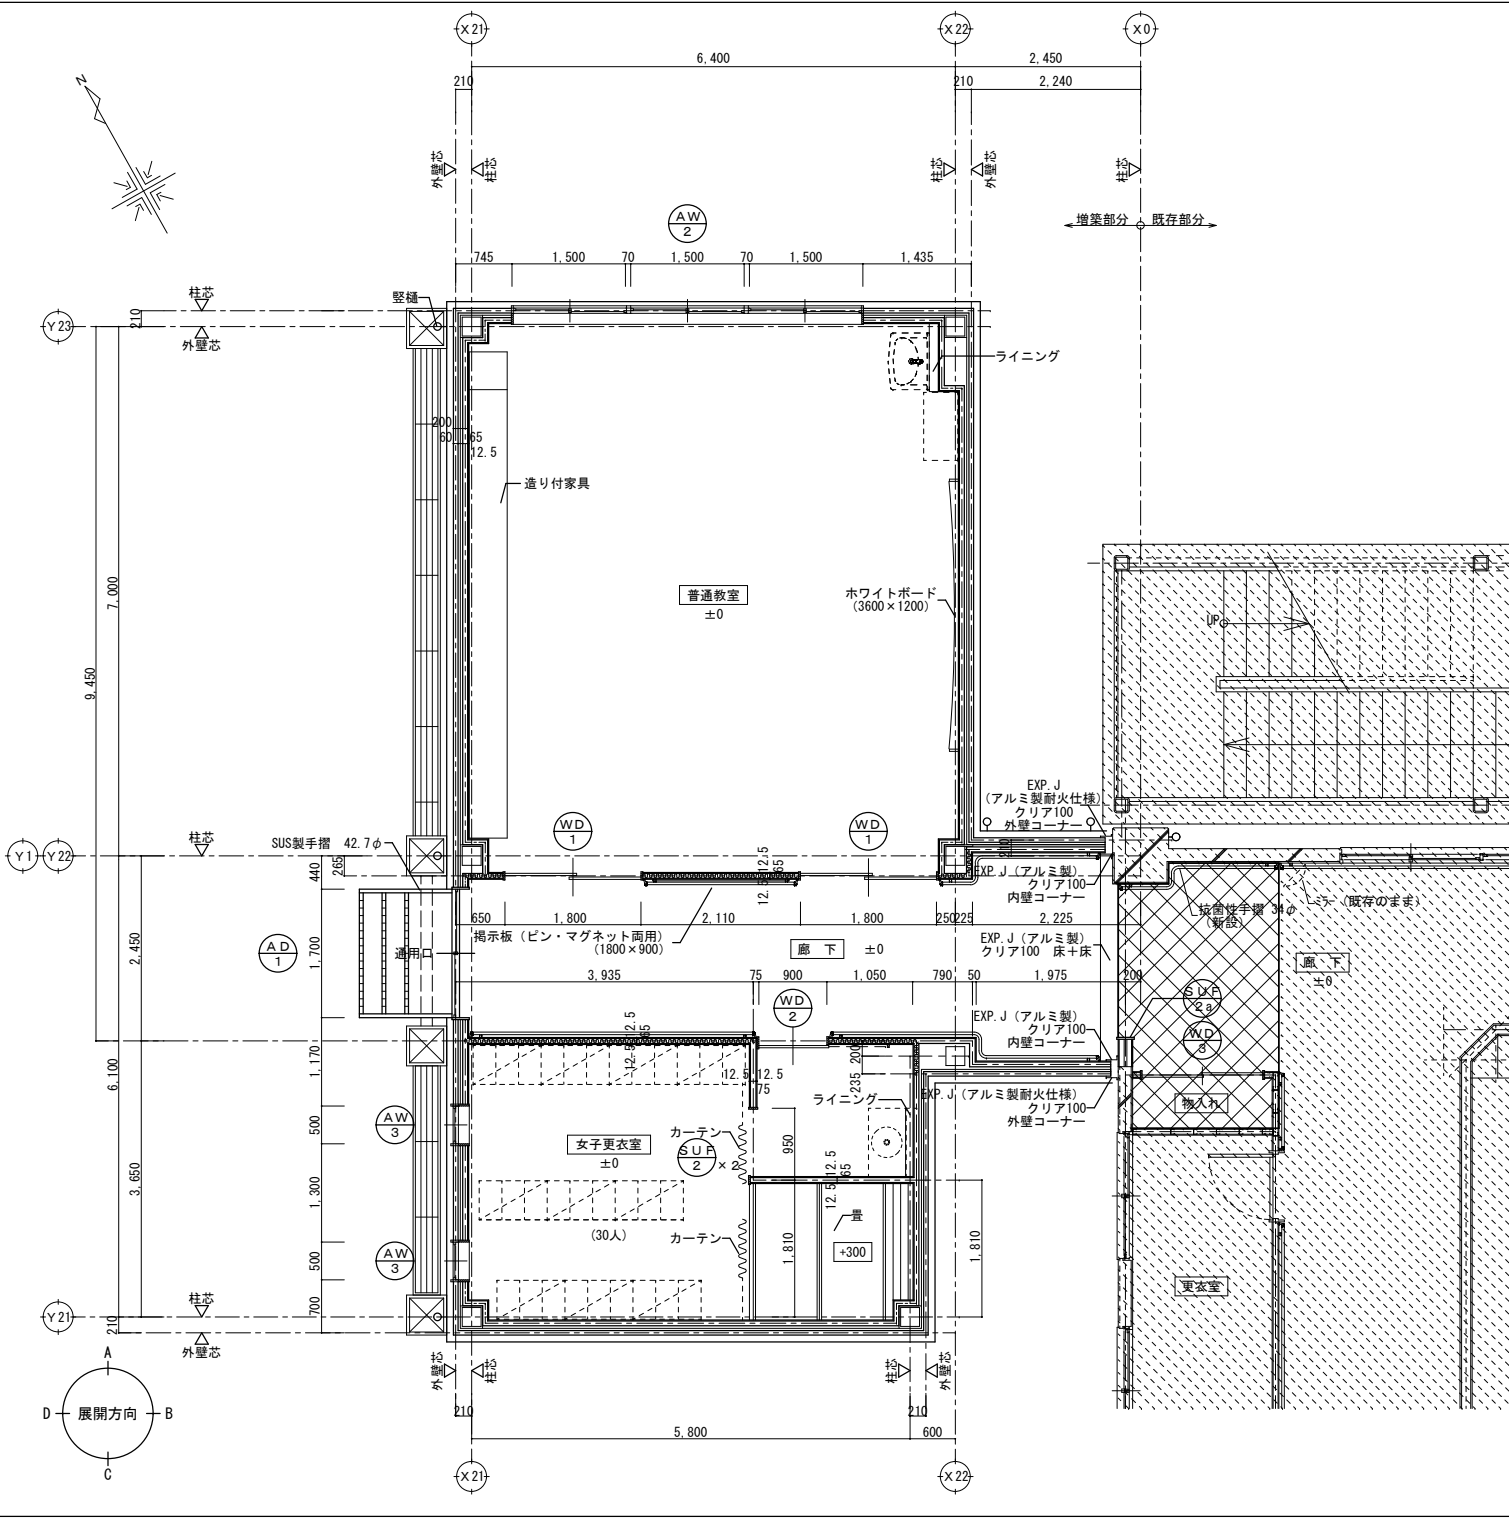 X21
X22
X0
6,400
2,450
210
210
2,240
N
外壁芯
柱芯
柱芯
外壁芯
柱芯
増築部分
既存部分
AW
2
745
1,500
70
1,500
70
1,500
1,435
柱芯
210
外壁芯
Y23
竪樋
ライニング
200
60
65
12.5
造り付家具
7,000
9,450
普通教室
±0
ホワイトボード
(3600×1200)
UP
EXP.J
(アルミ製耐火仕様)
クリア100
外壁コーナー
WD
1
WD
1
柱芯
SUS製手摺 42.7φ
Y1
Y22
440
265
12.5
65
12.5
200
EXP.J(アルミ製)
クリア100
内壁コーナー
650
1,800
2,110
1,800
250
225
2,225
抗菌性手摺 34φ
(新設)
ミラー(既存のまま)
掲示板(ピン・マグネット両用)
(1800×900)
AD
1
通用口
2,450
1,700
廊 下
±0
EXP.J(アルミ製)
クリア100 床+床
廊 下
±0
3,935
75
900
1,050
790
50
1,975
200
WD
2
SUF
2a
WD
3
EXP.J(アルミ製)
クリア100
内壁コーナー
12.5
65
12.5
200
235
12.5
12.5
75
6,100
1,170
ライニング
EXP.J(アルミ製耐火仕様)
クリア100
外壁コーナー
物入れ
AW
3
500
女子更衣室
±0
カーテン
SUF
2
×2
950
12.5
65
12.5
3,650
1,300
(30人)
カーテン
畳
+300
1,810
1,810
AW
3
500
更衣室
柱芯
700
Y21
210
外壁芯
A
D
展開方向
B
C
外壁芯
柱芯
柱芯
外壁芯
210
210
5,800
600
X21
X22